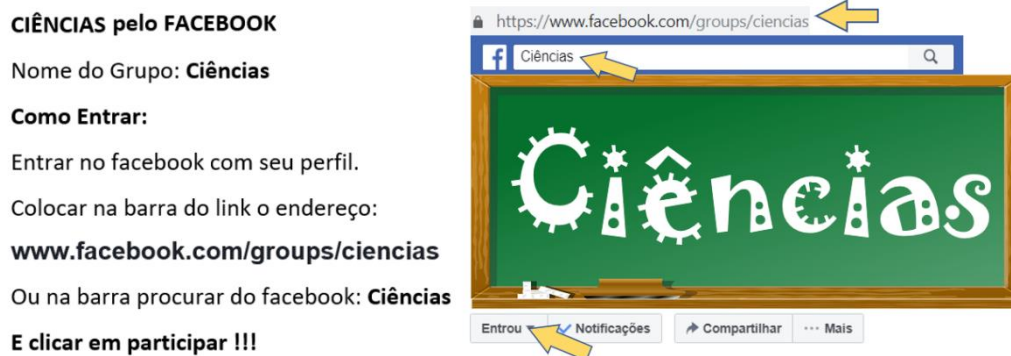 CIÊNCIAS pelo FACEBOOK
Nome do Grupo: Ciências
Como Entrar:
Entrar no facebook com seu perfil.
Colocar na barra do link o endereço:
www.facebook.com/groups/ciencias
Ou na barra procurar do facebook: Ciências
E clicar em participar !!!
https://www.facebook.com/groups/ciencias
f Ciências
Ciências
Entrou Notificações Compartilhar ··· Mais